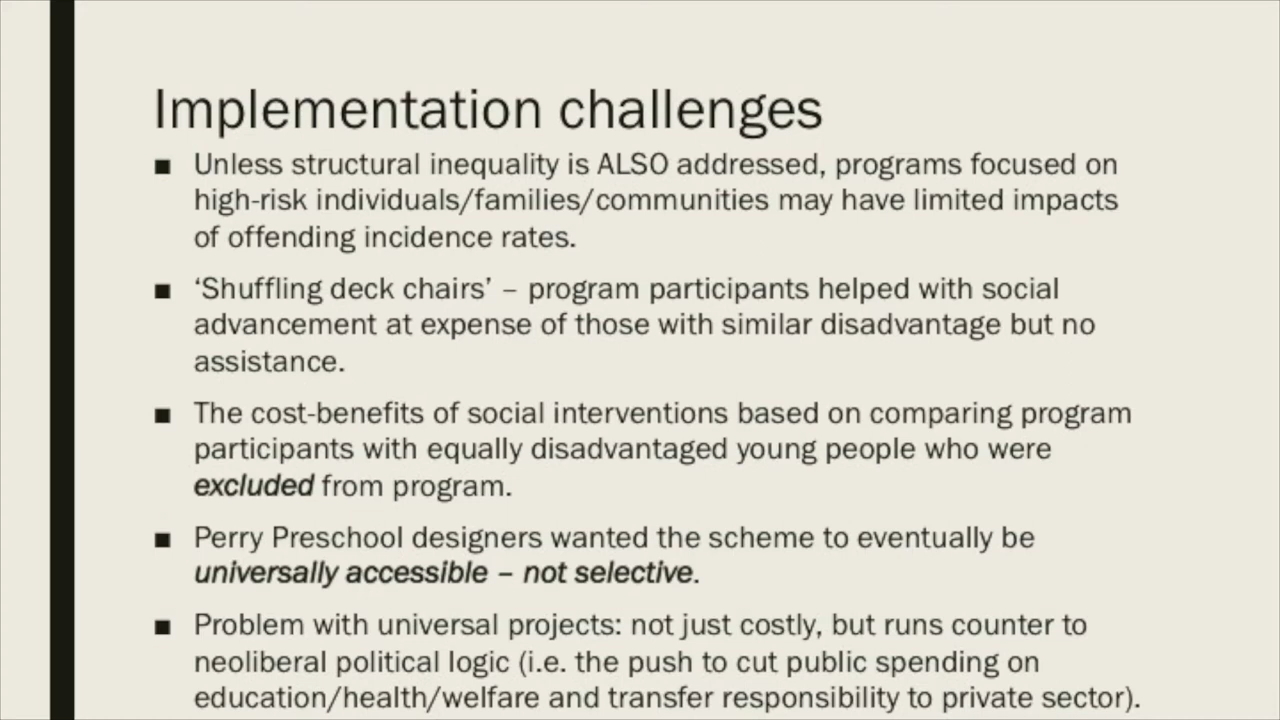 Implementation challenges
■ Unless structural inequality is ALSO addressed, programs focused on
high-risk individuals/families/communities may have limited impacts
of offending incidence rates.
■ ‘Shuffling deck chairs’ – program participants helped with social
advancement at expense of those with similar disadvantage but no
assistance.
■ The cost-benefits of social interventions based on comparing program
participants with equally disadvantaged young people who were
excluded from program.
■ Perry Preschool designers wanted the scheme to eventually be
universally accessible – not selective.
■ Problem with universal projects: not just costly, but runs counter to
neoliberal political logic (i.e. the push to cut public spending on
education/health/welfare and transfer responsibility to private sector).